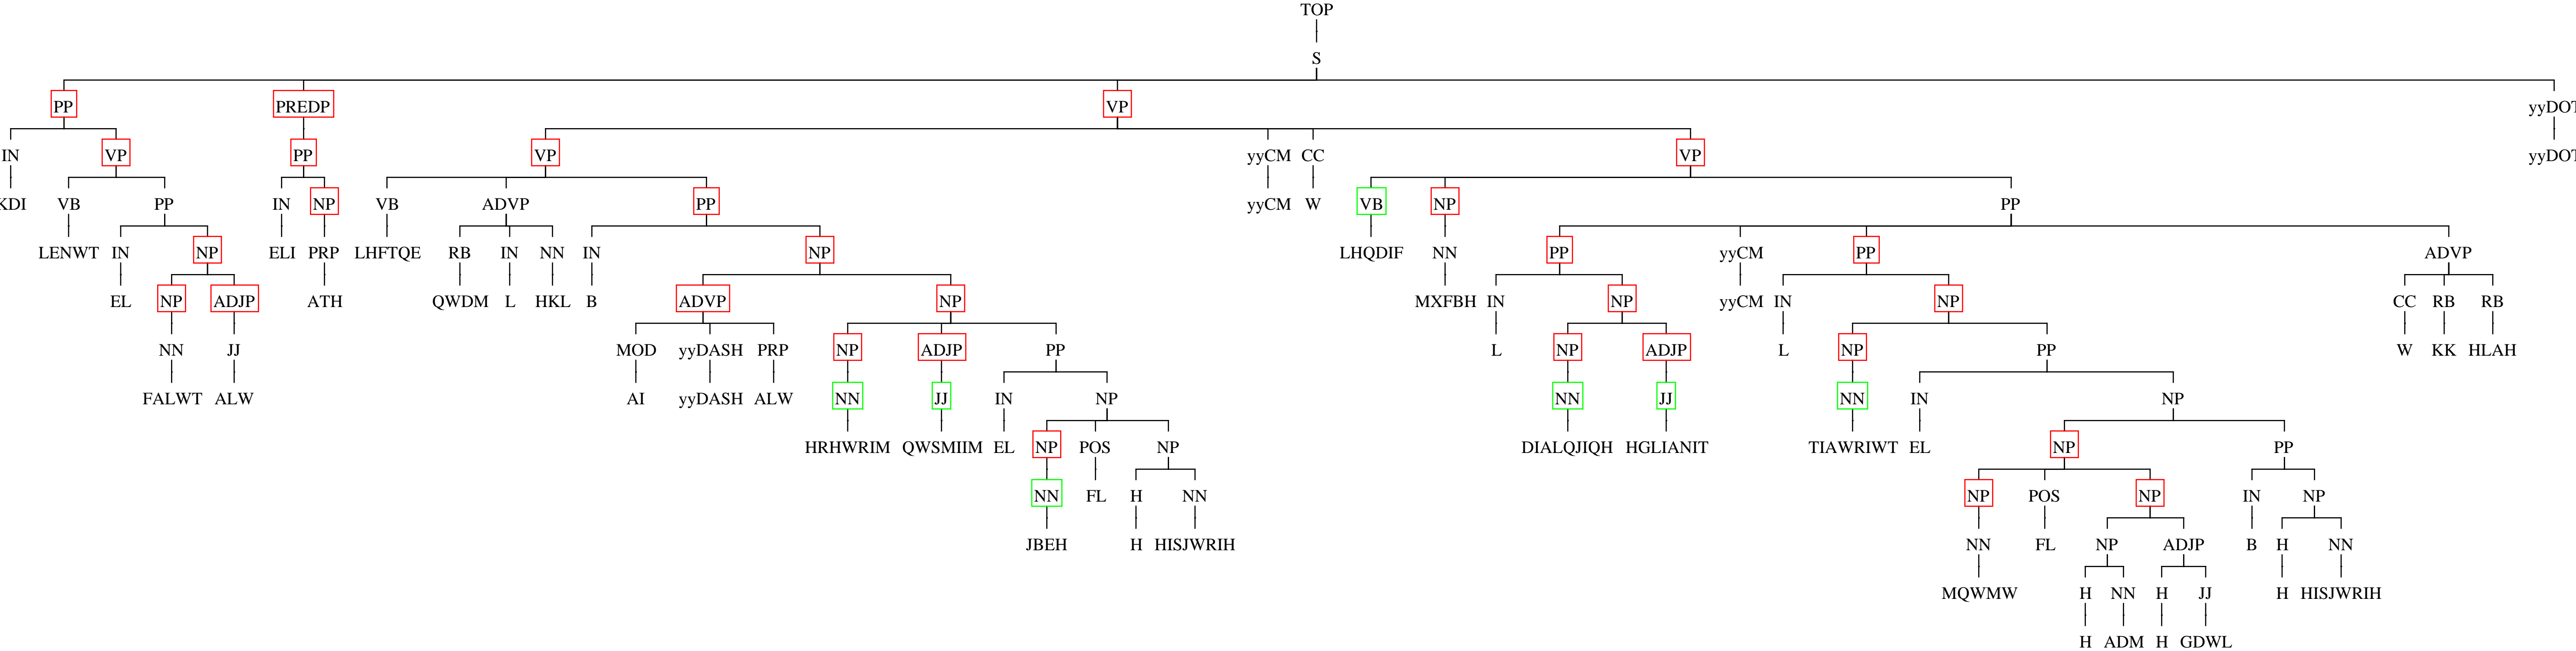 TOP
S
PP PREDP VP yyDOT
IN VP PP VP yyCM CC VP yyDOT
KDI VB PP IN NP VB ADVP PP yyCM W VB NP PP
LENWT IN NP ELI PRP LHFTQE RB IN NN IN NP LHQDIF NN PP yyCM PP ADVP
EL NP ADJP ATH QWDM L HKL B ADVP NP MXFBH IN NP yyCM IN NP CC RB RB
NN JJ MOD yyDASH PRP NP ADJP PP L NP ADJP L NP PP W KK HLAH
FALWT ALW AI yyDASH ALW NN JJ IN NP NN JJ NN IN NP
HRHWRIM QWSMIIM EL NP POS NP DIALQJIQH HGLIANIT TIAWRIWT EL NP PP
NN FL H NN NP POS NP IN NP
JBEH H HISJWRIH NN FL NP ADJP B H NN
MQWMW H NN H JJ H HISJWRIH
H ADM H GDWL